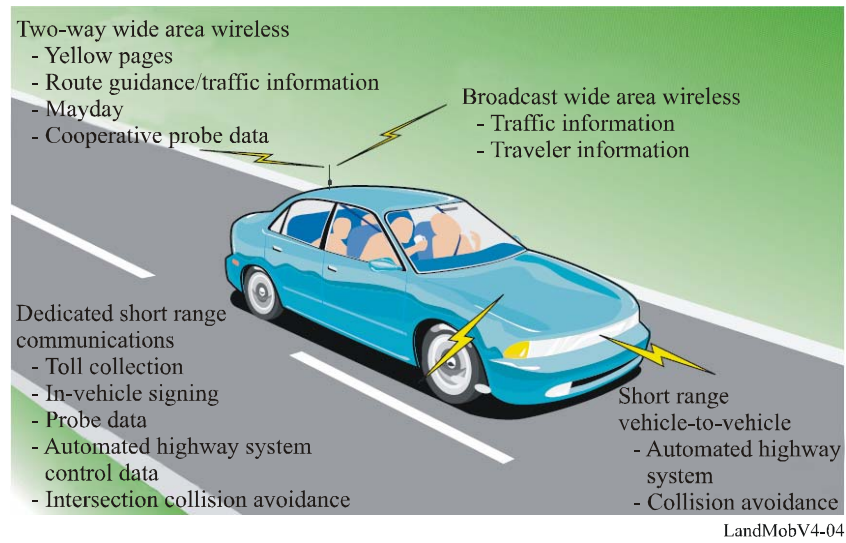 Two-way wide area wireless
- Yellow pages
- Route guidance/traffic information
- Mayday
- Cooperative probe data
Broadcast wide area wireless
- Traffic information
- Traveler information
Dedicated short range
communications
- Toll collection
- In-vehicle signing
- Probe data
- Automated highway system
control data
- Intersection collision avoidance
Short range
vehicle-to-vehicle
- Automated highway
system
- Collision avoidance
LandMobV4-04